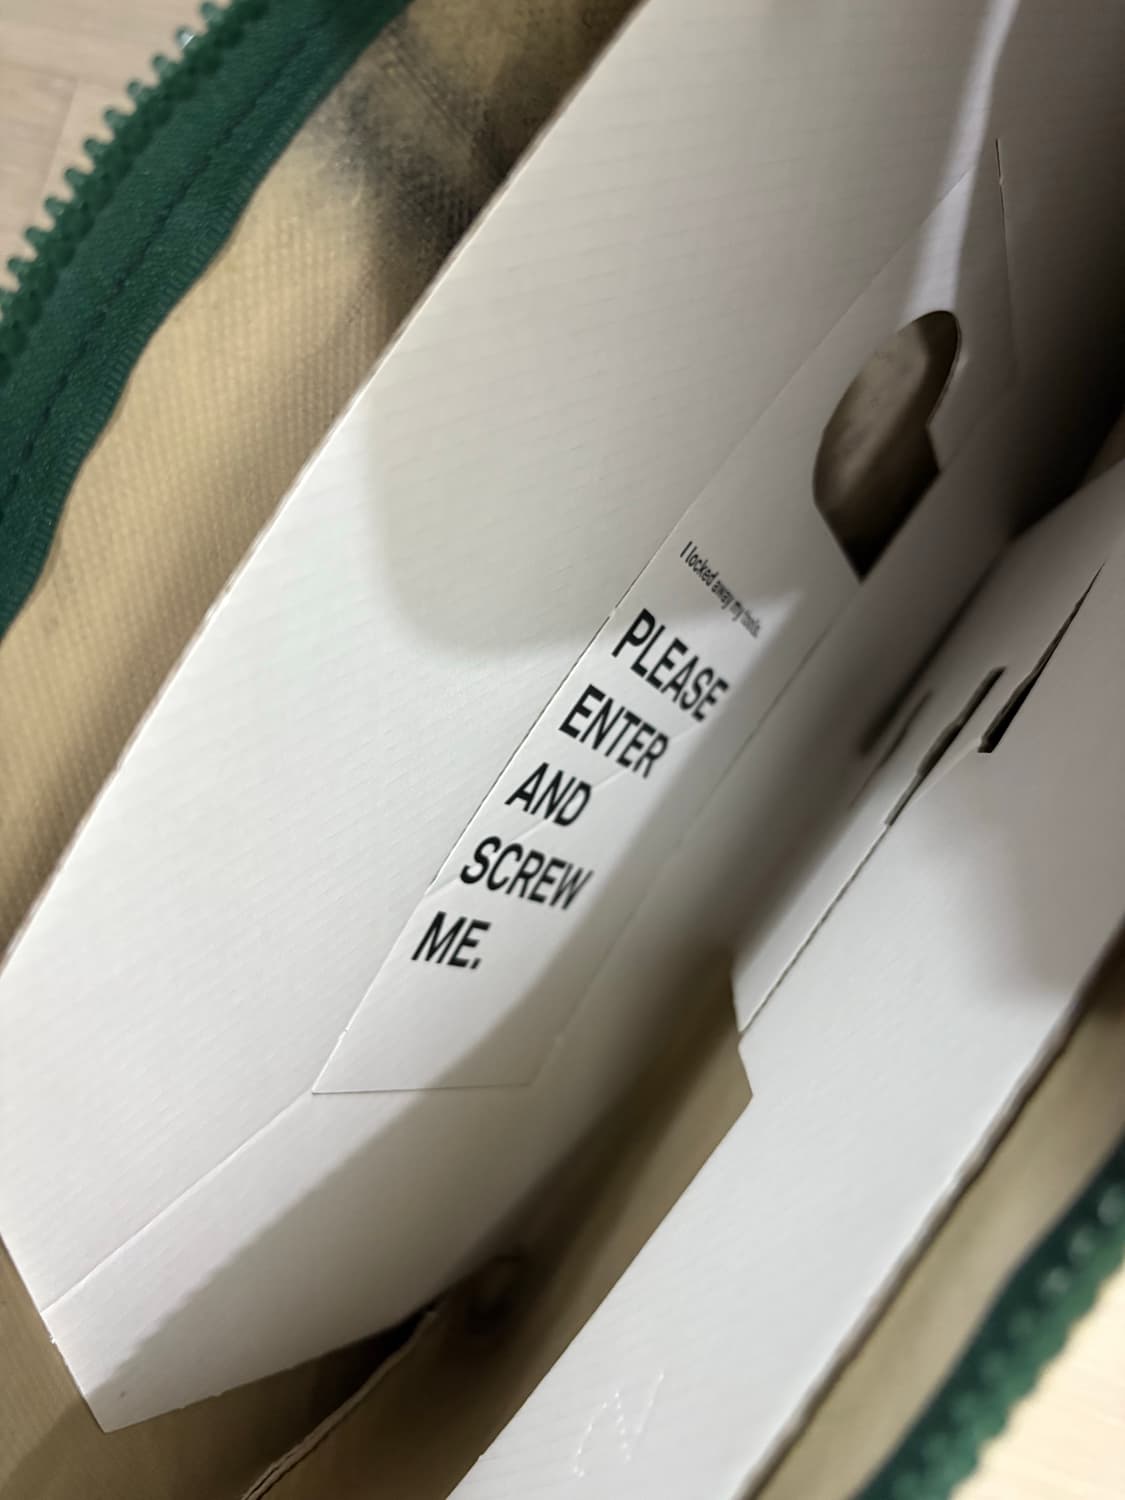 I locked away my tools.
PLEASE
ENTER
AND
SCREW
ME.